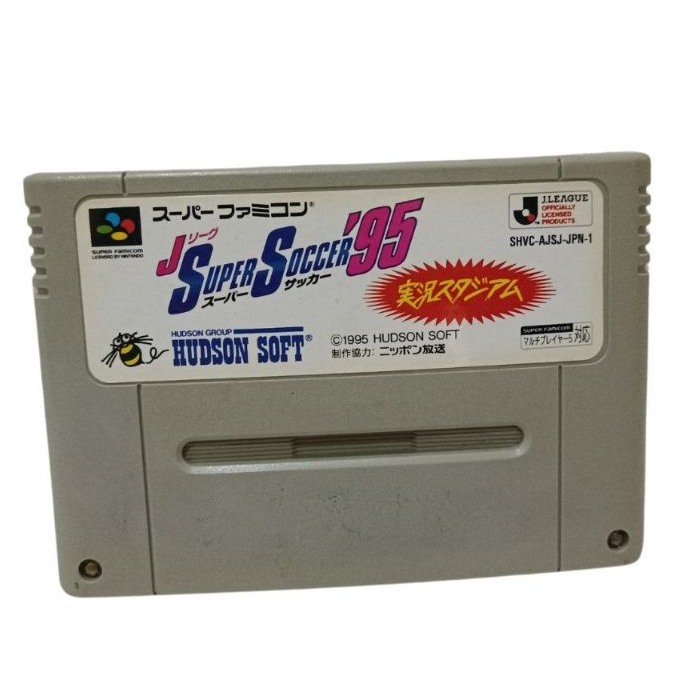 スーパーファミコン®
SUPER FAMICOM
LICENSED BY NINTENDO
Jリーグ
SUPER SOCCER '95
スーパー サッカー
実況スタジアム
J.LEAGUE
OFFICIALLY
LICENSED
PRODUCTS
SHVC-AJSJ-JPN-1
HUDSON GROUP
HUDSON SOFT®
©1995 HUDSON SOFT
制作協力: ニッポン放送
SUPER FAMICOM
マルチプレイヤー5対応